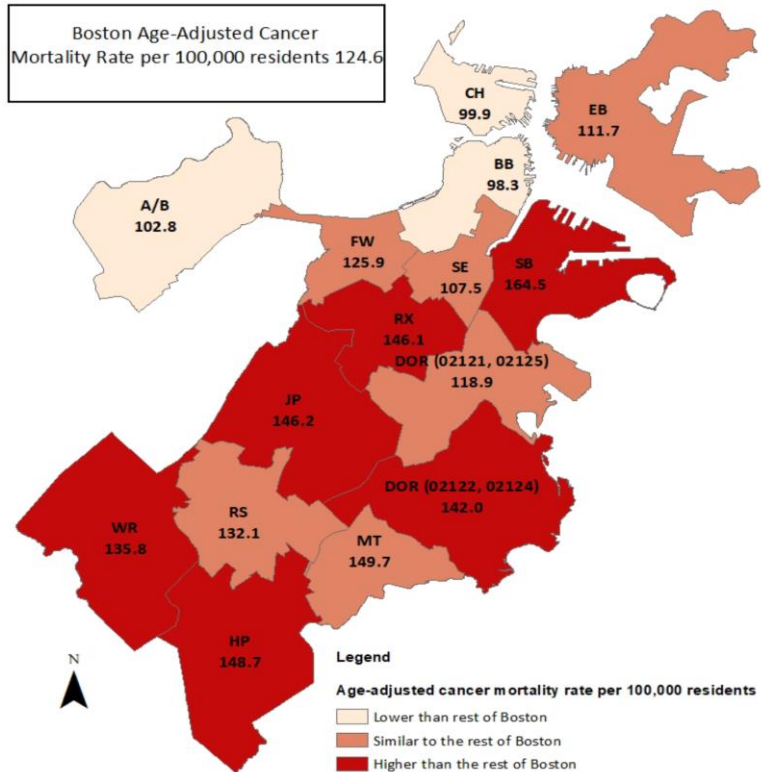 Boston Age-Adjusted Cancer
Mortality Rate per 100,000 residents 124.6
CH
99.9
EB
111.7
BB
98.3
A/B
102.8
FW
125.9
SE
107.5
SB
164.5
RX
146.1
DOR (02121, 02125)
118.9
JP
146.2
DOR (02122, 02124)
142.0
RS
132.1
WR
135.8
MT
149.7
HP
148.7
N
Legend
Age-adjusted cancer mortality rate per 100,000 residents
Lower than rest of Boston
Similar to the rest of Boston
Higher than the rest of Boston